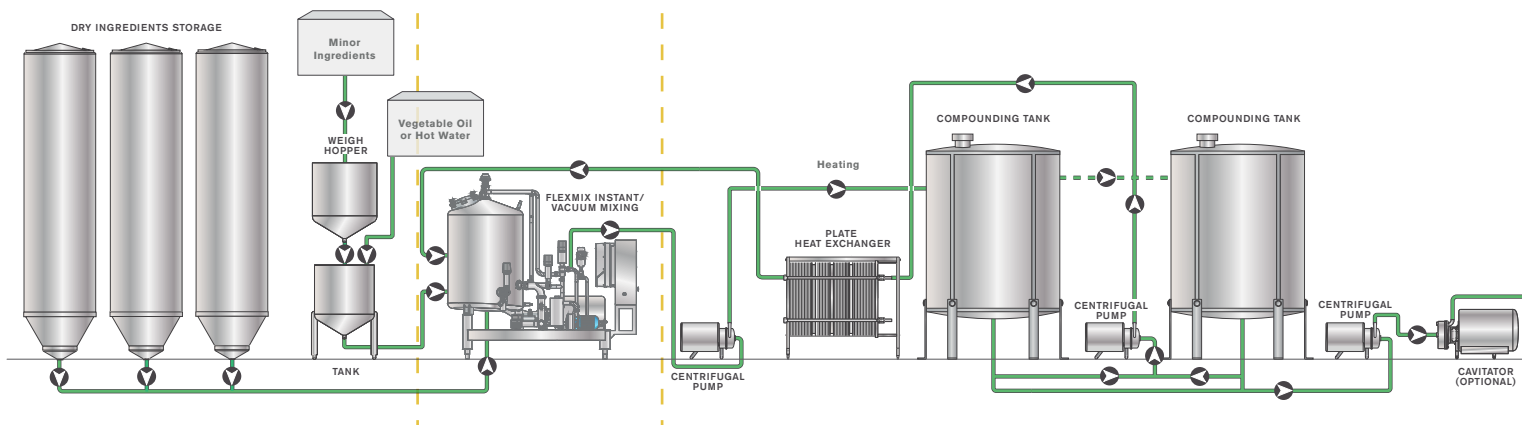 DRY INGREDIENTS STORAGE
Minor
Ingredients
Vegetable Oil
or Hot Water
WEIGH
HOPPER
TANK
FLEXMIX INSTANT/
VACUUM MIXING
CENTRIFUGAL
PUMP
Heating
PLATE
HEAT EXCHANGER
COMPOUNDING TANK
CENTRIFUGAL
PUMP
COMPOUNDING TANK
CENTRIFUGAL
PUMP
CAVITATOR
(OPTIONAL)